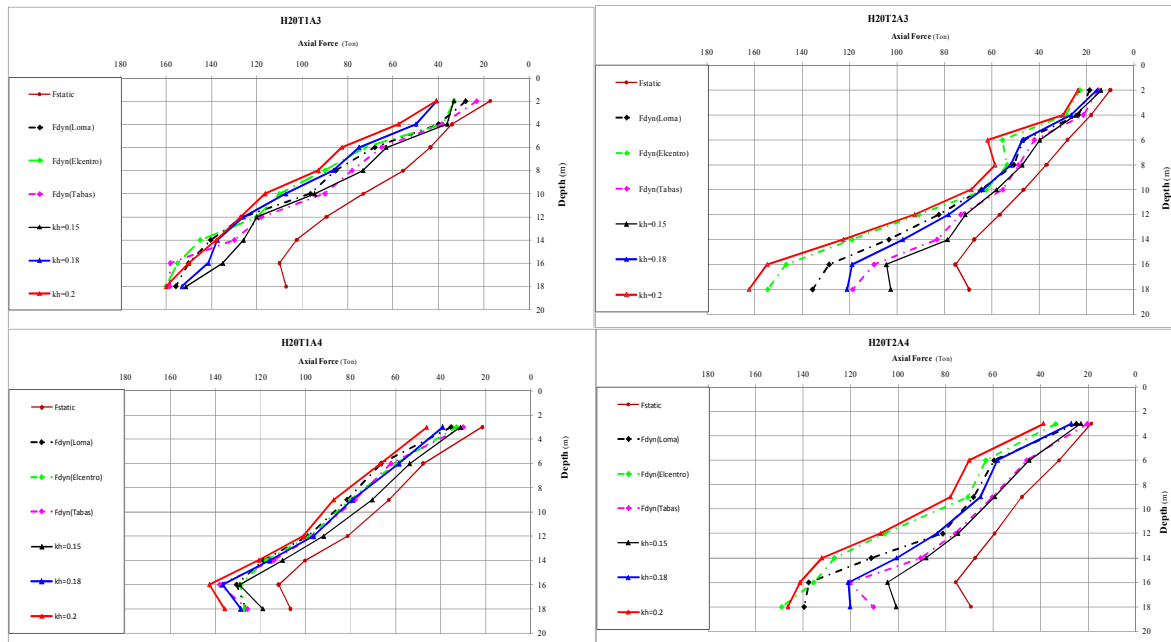 H20T1A3
Axial Force (Ton)
180 160 140 120 100 80 60 40 20 0
0
2
4
6
8
10
12
14
16
18
20
Depth (m)
Fstatic
Fdyn(Loma)
Fdyn(Elcentro)
Fdyn(Tabas)
kh=0.15
kh=0.18
kh=0.2
H20T2A3
Axial Force (Ton)
180 160 140 120 100 80 60 40 20 0
0
2
4
6
8
10
12
14
16
18
20
Depth (m)
Fstatic
Fdyn(Loma)
Fdyn(Elcentro)
Fdyn(Tabas)
kh=0.15
kh=0.18
kh=0.2
H20T1A4
Axial Force (Ton)
180 160 140 120 100 80 60 40 20 0
0
2
4
6
8
10
12
14
16
18
20
Depth (m)
Fstatic
Fdyn(Loma)
Fdyn(Elcentro)
Fdyn(Tabas)
kh=0.15
kh=0.18
kh=0.2
H20T2A4
Axial Force (Ton)
180 160 140 120 100 80 60 40 20 0
0
2
4
6
8
10
12
14
16
18
20
Depth (m)
Fstatic
Fdyn(Loma)
Fdyn(Elcentro)
Fdyn(Tabas)
kh=0.15
kh=0.18
kh=0.2